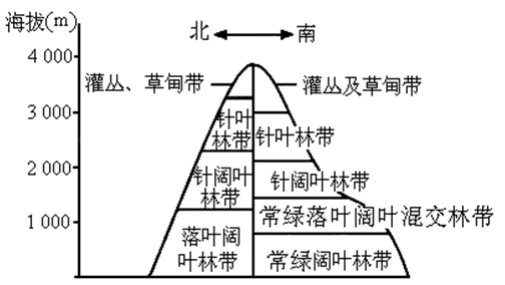 海拔(m)
北 南
4 000
灌丛、草甸带 灌丛及草甸带
3 000
针叶
林带
针叶林带
2 000
针阔叶
林带
针阔叶林带
1 000
常绿落叶阔叶混交林带
落叶阔
叶林带
常绿阔叶林带